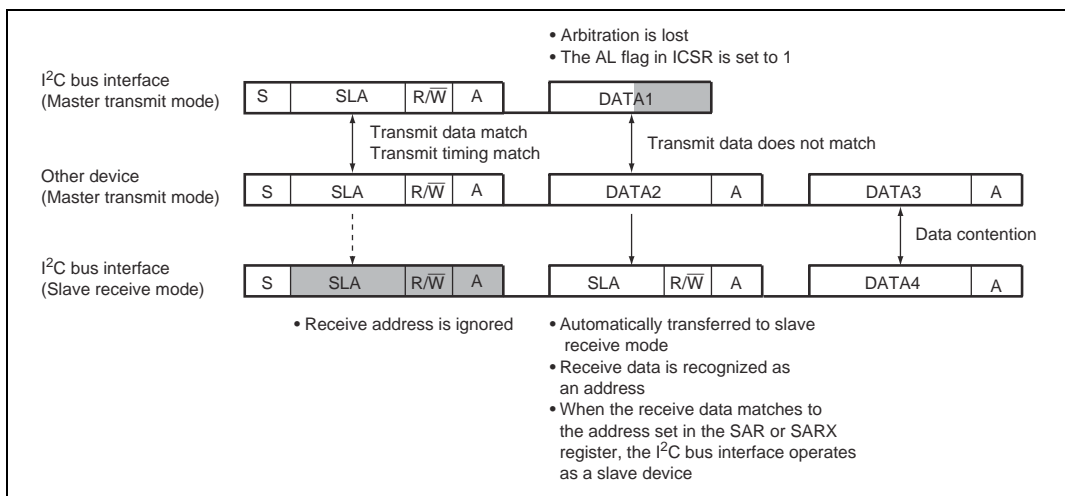 • Arbitration is lost
• The AL flag in ICSR is set to 1
I²C bus interface
(Master transmit mode)
S SLA R/W̅ A DATA1
Transmit data match
Transmit timing match
Transmit data does not match
Other device
(Master transmit mode)
S SLA R/W̅ A DATA2 A DATA3 A
Data contention
I²C bus interface
(Slave receive mode)
S SLA R/W̅ A SLA R/W̅ A DATA4 A
• Receive address is ignored
• Automatically transferred to slave
receive mode
• Receive data is recognized as
an address
• When the receive data matches to
the address set in the SAR or SARX
register, the I²C bus interface operates
as a slave device